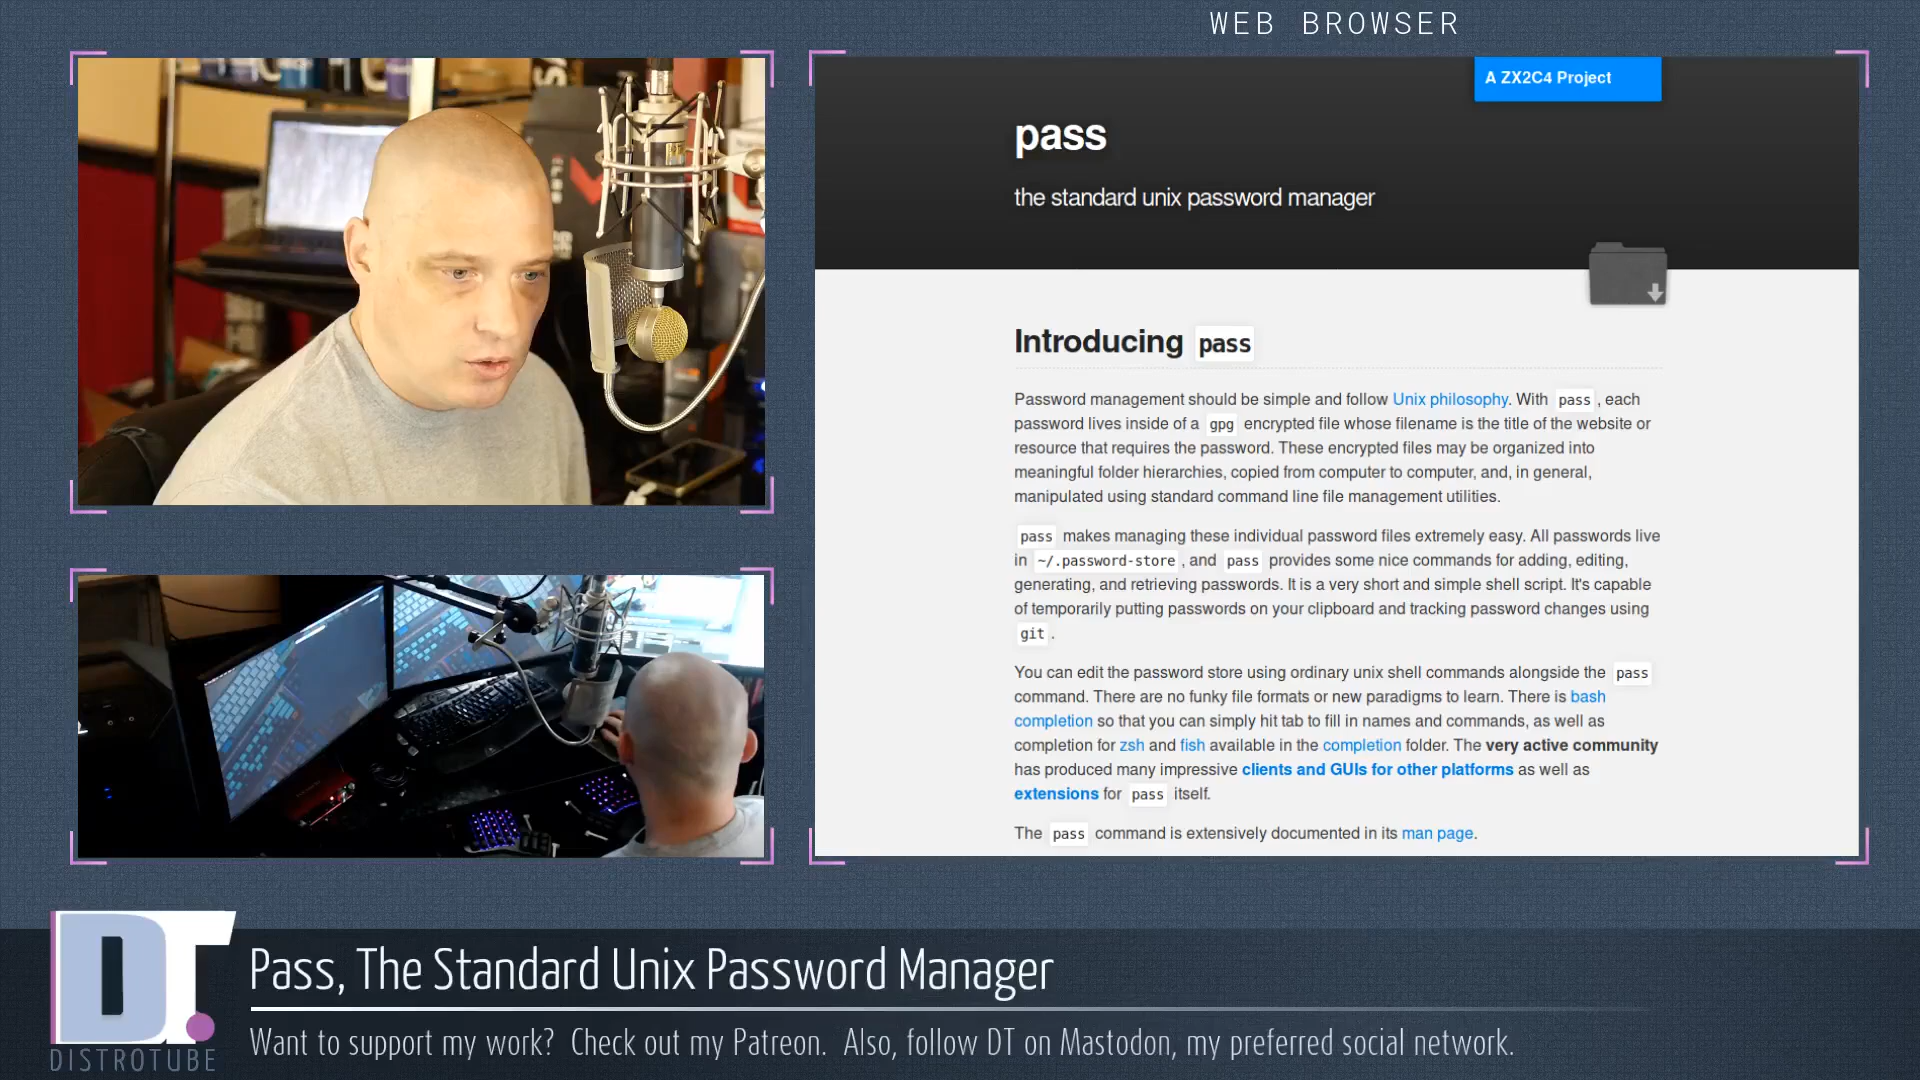 WEB BROWSER
A ZX2C4 Project
pass
the standard unix password manager
Introducing pass
Password management should be simple and follow Unix philosophy. With pass, each
password lives inside of a gpg encrypted file whose filename is the title of the website or
resource that requires the password. These encrypted files may be organized into
meaningful folder hierarchies, copied from computer to computer, and, in general,
manipulated using standard command line file management utilities.
pass makes managing these individual password files extremely easy. All passwords live
in ~/.password-store, and pass provides some nice commands for adding, editing,
generating, and retrieving passwords. It is a very short and simple shell script. It's capable
of temporarily putting passwords on your clipboard and tracking password changes using
git.
You can edit the password store using ordinary unix shell commands alongside the pass
command. There are no funky file formats or new paradigms to learn. There is bash
completion so that you can simply hit tab to fill in names and commands, as well as
completion for zsh and fish available in the completion folder. The very active community
has produced many impressive clients and GUIs for other platforms as well as
extensions for pass itself.
The pass command is extensively documented in its man page.
DT
DISTROTUBE
Pass, The Standard Unix Password Manager
Want to support my work? Check out my Patreon. Also, follow DT on Mastodon, my preferred social network.